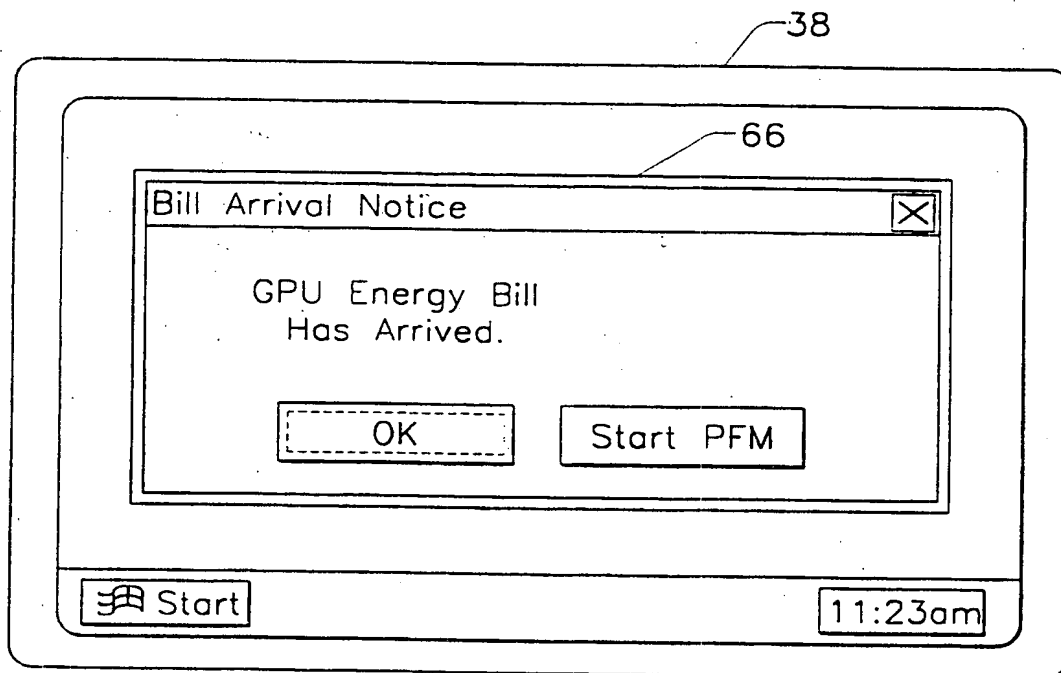 38
66
Bill Arrival Notice
GPU Energy Bill
Has Arrived.
OK
Start PFM
Start
11:23am